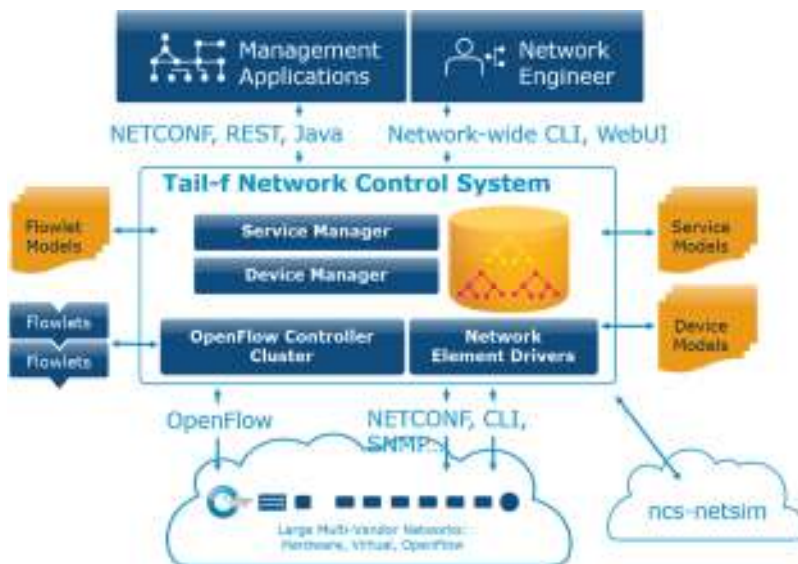 Management
Applications
Network
Engineer
NETCONF, REST, Java
Network-wide CLI, WebUI
Tail-f Network Control System
Flowlet
Models
Service Manager
Device Manager
Service
Models
Flowlets
Flowlets
OpenFlow Controller
Cluster
Network
Element Drivers
Device
Models
OpenFlow
NETCONF, CLI,
SNMP...
ncs-netsim
Large Multi-Vendor Networks:
Hardware, Virtual, OpenFlow